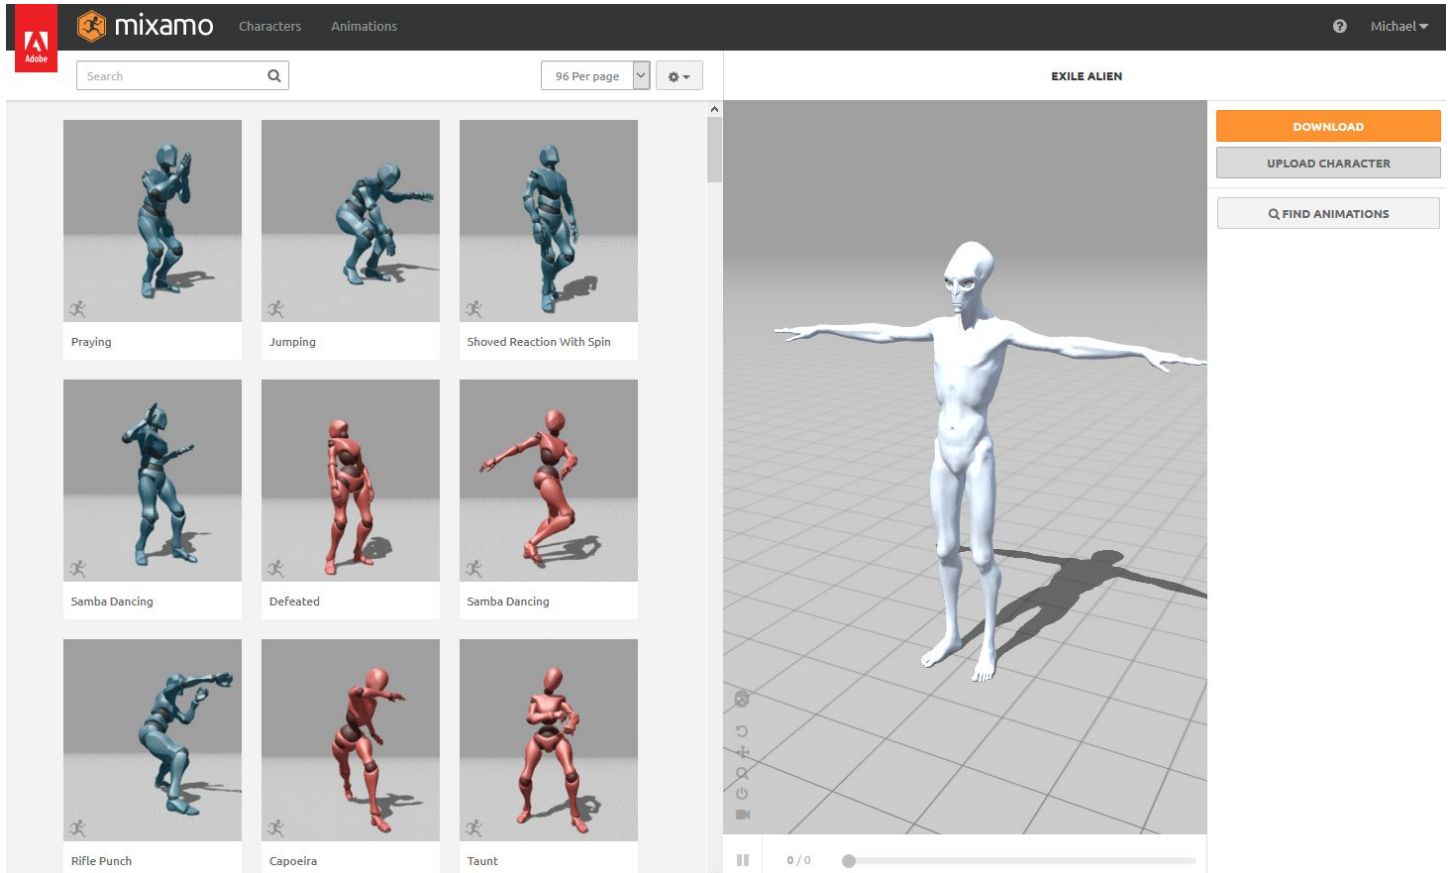 Adobe
mixamo
Characters
Animations
Michael
Search
96 Per page
EXILE ALIEN
Praying
Jumping
Shoved Reaction With Spin
Samba Dancing
Defeated
Samba Dancing
Rifle Punch
Capoeira
Taunt
0 / 0
DOWNLOAD
UPLOAD CHARACTER
FIND ANIMATIONS